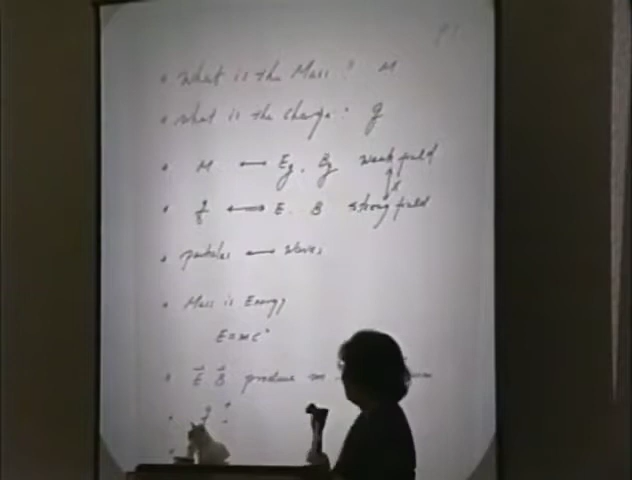 • What is the Mass? M
• What is the Charge? q
• M ⟷ Eg, Bg weak field
• q ⟷ E, B strong field
• particles ⟷ waves
• Mass is Energy
E=mc²
• E⃗ B⃗ produce m
• q + -